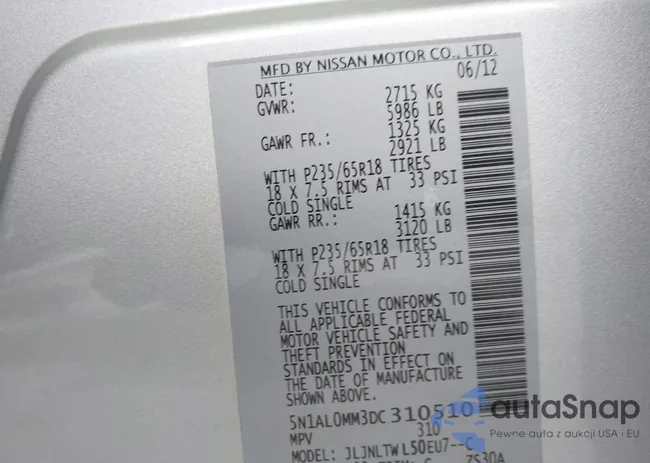 MFD BY NISSAN MOTOR CO., LTD.
DATE: 06/12
GVWR: 2715 KG
5986 LB
GAWR FR.: 1325 KG
2921 LB
WITH P235/65R18 TIRES
18 X 7.5 RIMS AT 33 PSI
COLD SINGLE
GAWR RR.: 1415 KG
3120 LB
WITH P235/65R18 TIRES
18 X 7.5 RIMS AT 33 PSI
COLD SINGLE
THIS VEHICLE CONFORMS TO
ALL APPLICABLE FEDERAL
MOTOR VEHICLE SAFETY AND
THEFT PREVENTION
STANDARDS IN EFFECT ON
THE DATE OF MANUFACTURE
SHOWN ABOVE.
5N1AL0MM3DC310510
MPV 310
MODEL: JLJNLTWL50EU7--C
ZS30A
autoSnap
Pewne auta z aukcji USA i EU